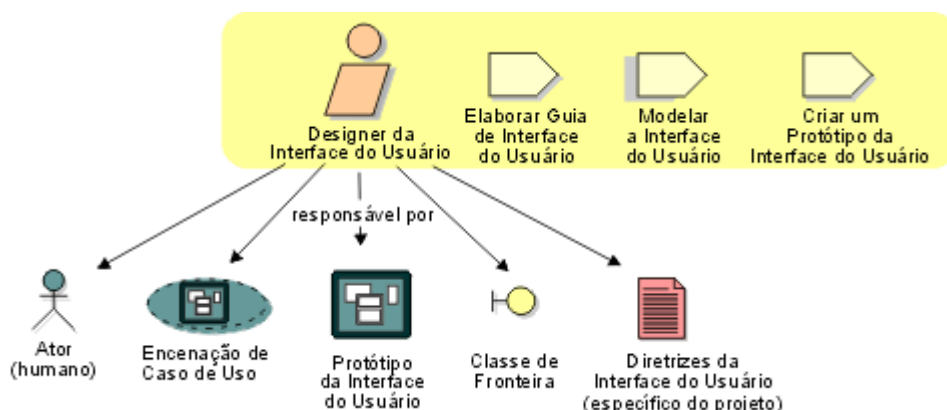 Designer da
Interface do Usuário
Elaborar Guia
de Interface
do Usuário
Modelar
a Interface
do Usuário
Criar um
Protótipo da
Interface do Usuário
responsável por
Ator
(humano)
Encenação de
Caso de Uso
Protótipo
da Interface
do Usuário
Classe de
Fronteira
Diretrizes da
Interface do Usuário
(específico do projeto)